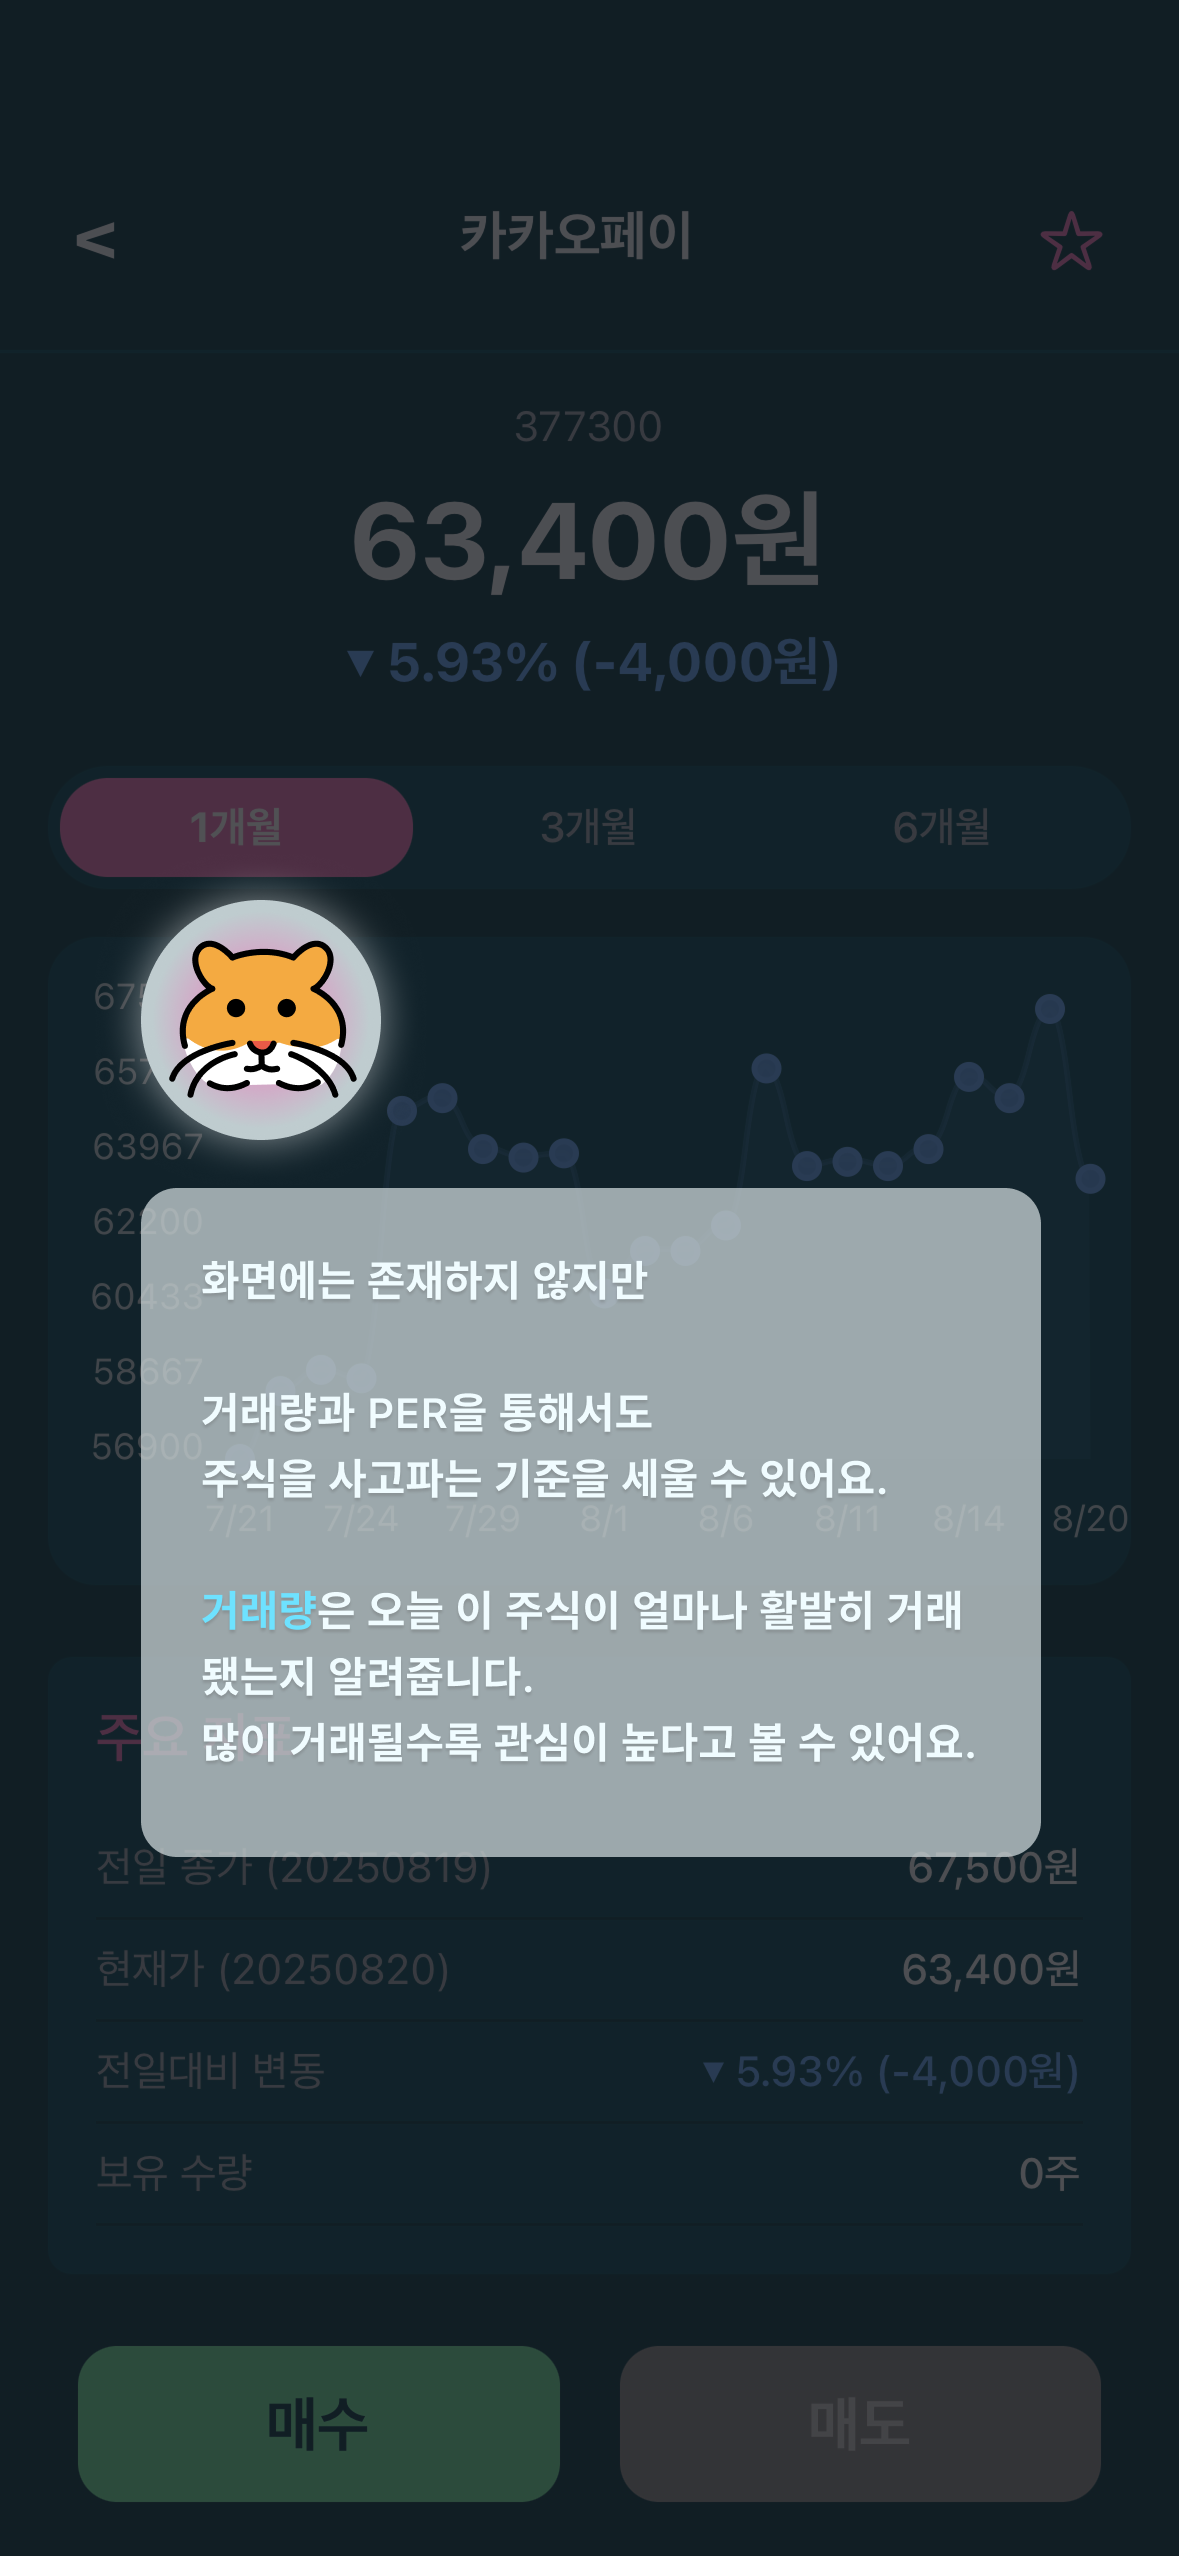 <
카카오페이
377300
63,400원
▼ 5.93% (-4,000원)
1개월 3개월 6개월
63967
62200
60433
58667
56900
7/21 7/24 7/29 8/1 8/6 8/11 8/14 8/20
화면에는 존재하지 않지만
거래량과 PER을 통해서도
주식을 사고파는 기준을 세울 수 있어요.
거래량은 오늘 이 주식이 얼마나 활발히 거래
됐는지 알려줍니다.
많이 거래될수록 관심이 높다고 볼 수 있어요.
주요
전일 종가 (20250819) 67,500원
현재가 (20250820) 63,400원
전일대비 변동 ▼ 5.93% (-4,000원)
보유 수량 0주
매수 매도